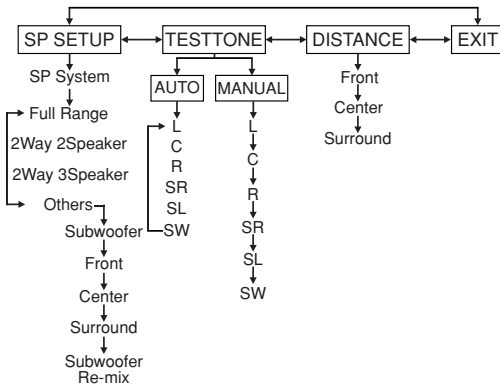 SP SETUP
TESTTONE
DISTANCE
EXIT
SP System
Full Range
2Way 2Speaker
2Way 3Speaker
Others
Subwoofer
Front
Center
Surround
Subwoofer
Re-mix
AUTO
L
C
R
SR
SL
SW
MANUAL
L
C
R
SR
SL
SW
Front
Center
Surround